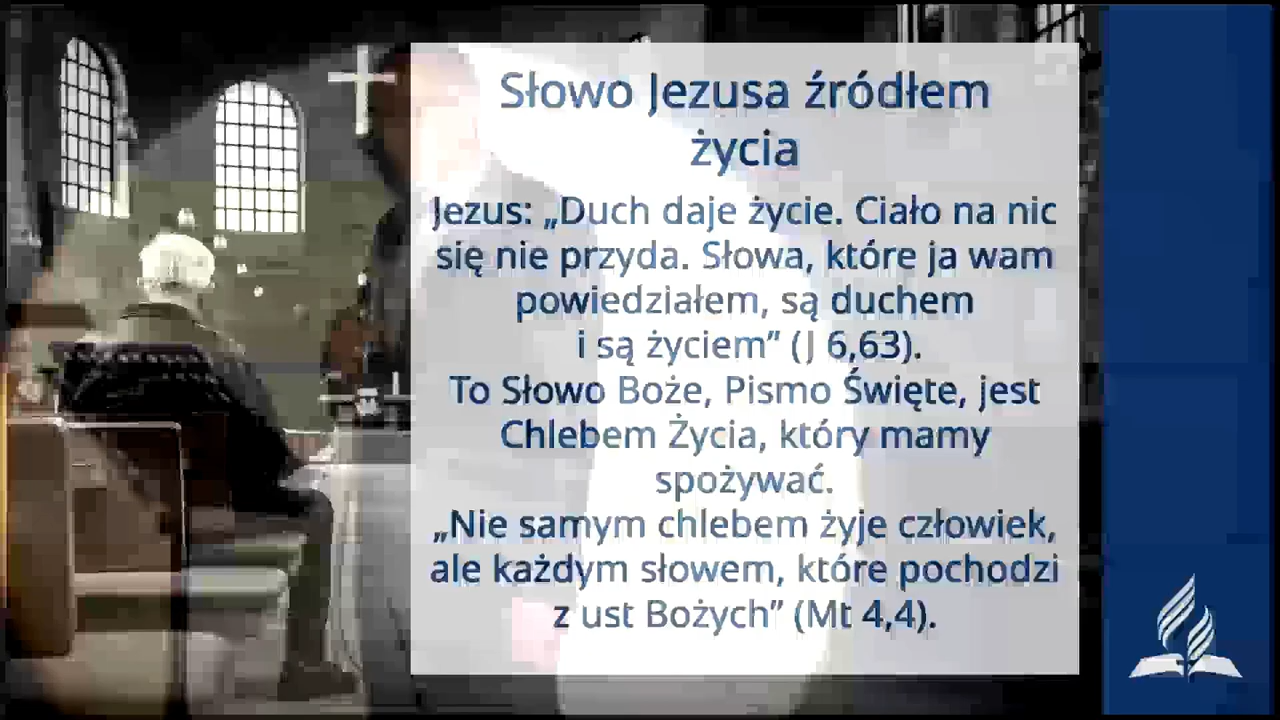 Słowo Jezusa źródłem
życia
Jezus: „Duch daje życie. Ciało na nic
się nie przyda. Słowa, które ja wam
powiedziałem, są duchem
i są życiem” (J 6,63).
To Słowo Boże, Pismo Święte, jest
Chlebem Życia, który mamy
spożywać.
„Nie samym chlebem żyje człowiek,
ale każdym słowem, które pochodzi
z ust Bożych” (Mt 4,4).